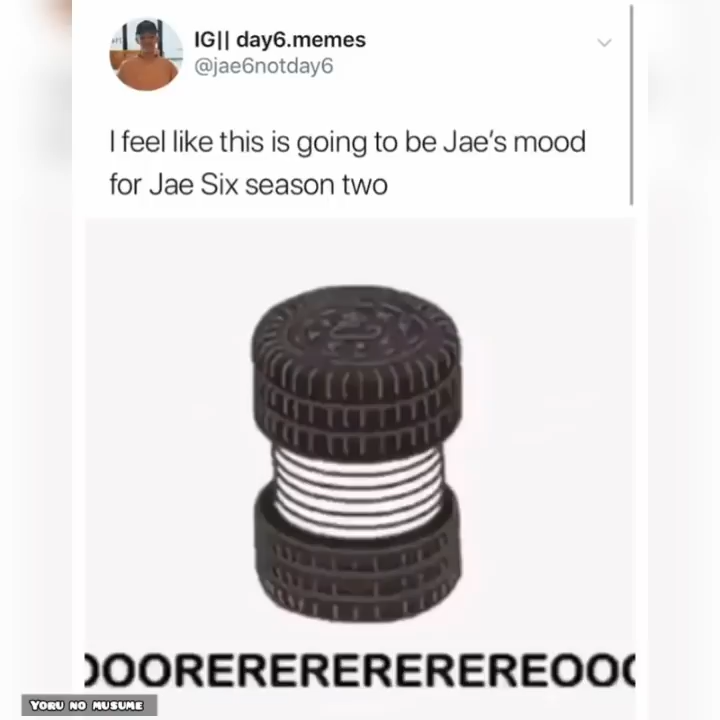 IG|| day6.memes
@jae6notday6
I feel like this is going to be Jae's mood
for Jae Six season two
OOOREREREREREREREOOO
YORU NO MUSUME